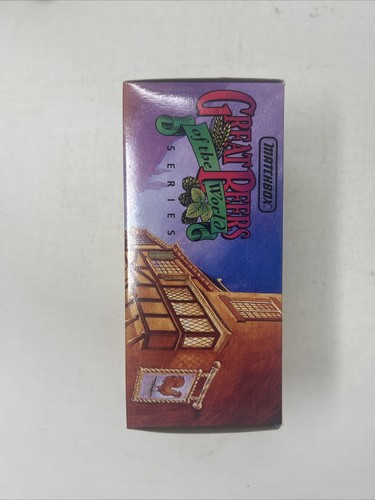 MATCHBOX
GREAT BEERS
of the World
SERIES